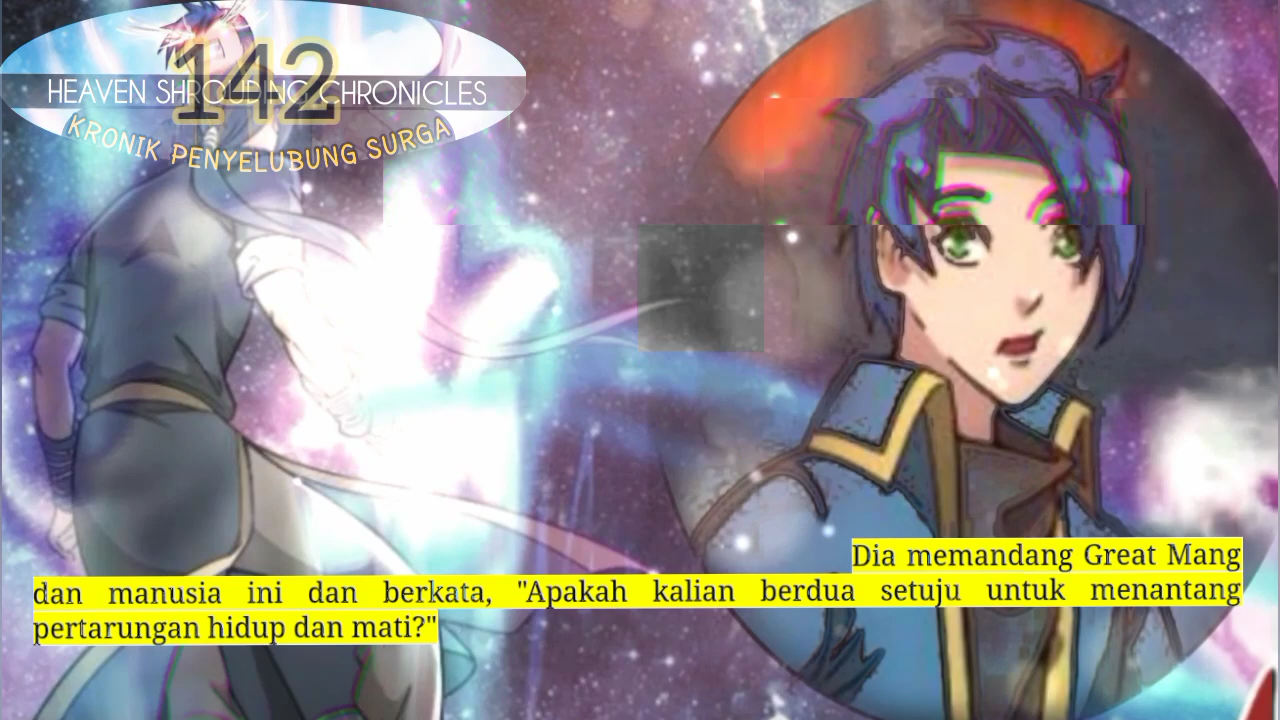 142
HEAVEN SHROUDING CHRONICLES
KRONIK PENYELUBUNG SURGA
Dia memandang Great Mang
dan manusia ini dan berkata, "Apakah kalian berdua setuju untuk menantang
pertarungan hidup dan mati?"